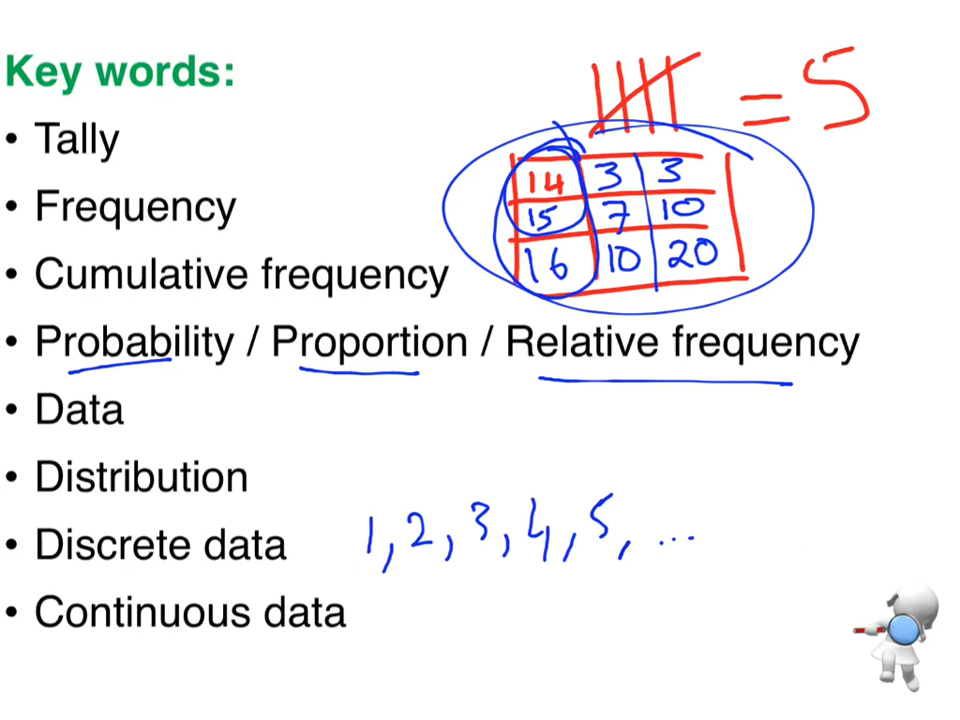 Key words:
= 5
• Tally
14 3 3
15 7 10
• Frequency
16 10 20
• Cumulative frequency
• Probability / Proportion / Relative frequency
• Data
• Distribution
• Discrete data 1, 2, 3, 4, 5, ...
• Continuous data